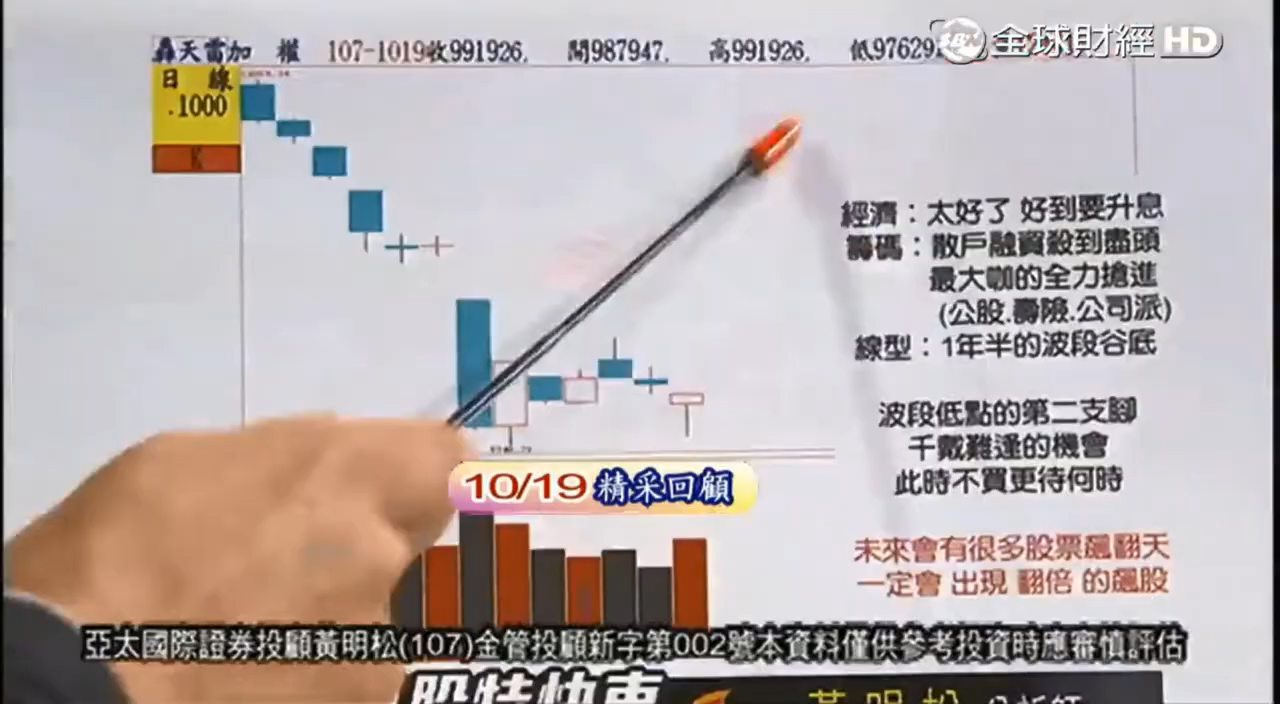 轟天雷加 權 107-1019收991926, 開987947, 高991926, 低97629
全球財經HD
日 線
.1000
K
經濟：太好了 好到要升息
籌碼：散戶融資殺到盡頭
最大咖的全力搶進
(公股.壽險.公司派)
線型：1年半的波段谷底
波段低點的第二支腳
千戴難逢的機會
此時不買更待何時
10/19精采回顧
未來會有很多股票飆翻天
一定會 出現 翻倍 的飆股
亞太國際證券投顧黃明松(107)金管投顧新字第002號本資料僅供參考投資時應審慎評估